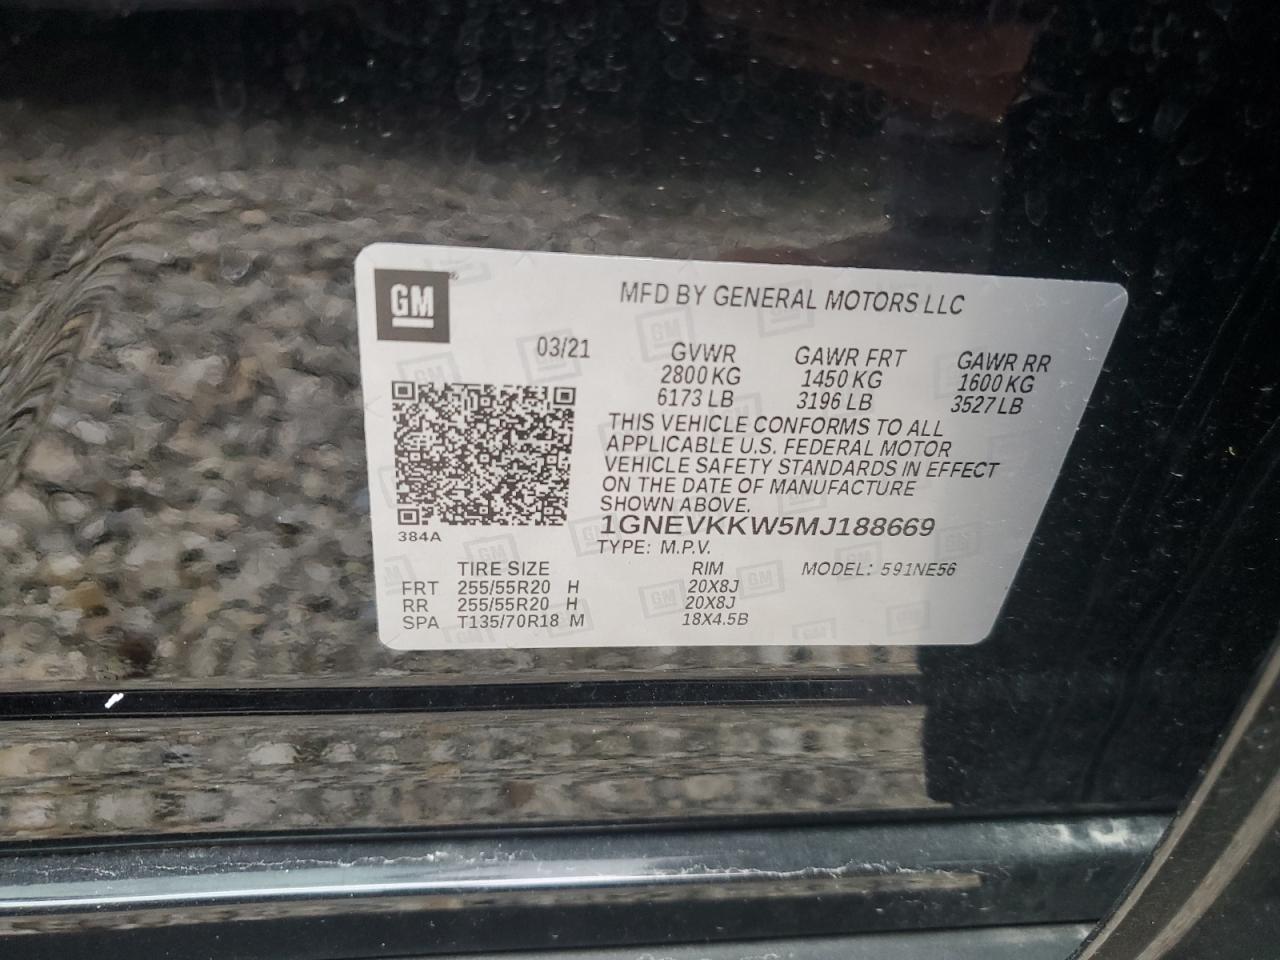 GM
MFD BY GENERAL MOTORS LLC
03/21
GVWR GAWR FRT GAWR RR
2800 KG 1450 KG 1600 KG
6173 LB 3196 LB 3527 LB
THIS VEHICLE CONFORMS TO ALL
APPLICABLE U.S. FEDERAL MOTOR
VEHICLE SAFETY STANDARDS IN EFFECT
ON THE DATE OF MANUFACTURE
SHOWN ABOVE.
1GNEVKKW5MJ188669
384A
TYPE: M.P.V.
TIRE SIZE RIM MODEL: 591NE56
FRT 255/55R20 H 20X8J
RR 255/55R20 H 20X8J
SPA T135/70R18 M 18X4.5B